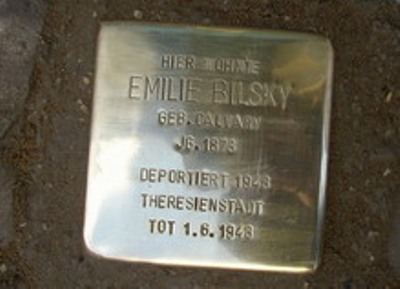 HIER WOHNTE
EMILIE BILSKY
GEB. CALVARY
JG. 1873
DEPORTIERT 1943
THERESIENSTADT
TOT 1.6.1943